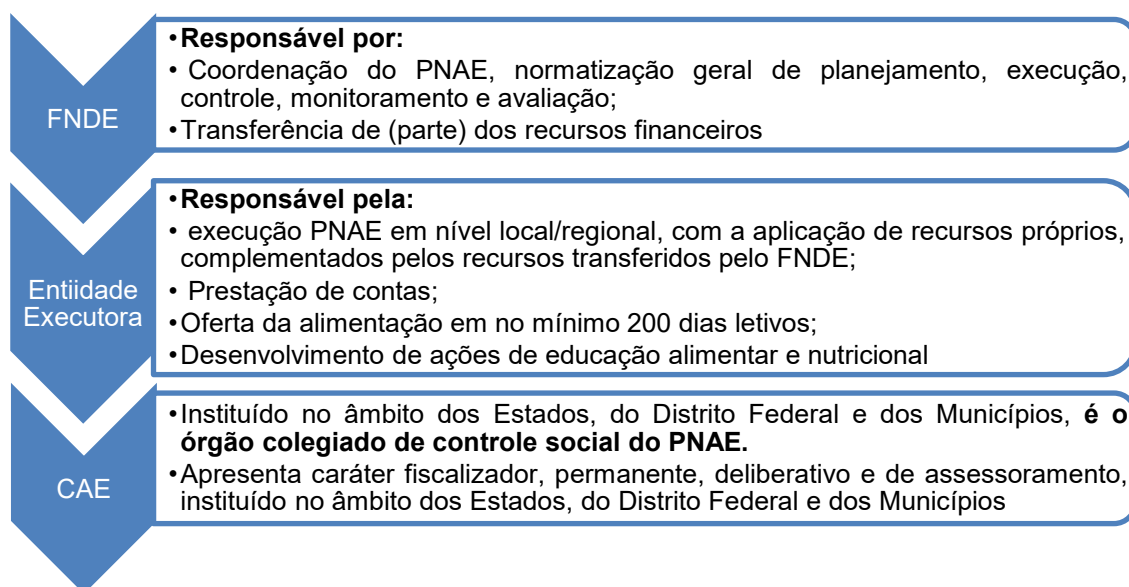 FNDE
•Responsável por:
• Coordenação do PNAE, normatização geral de planejamento, execução,
controle, monitoramento e avaliação;
•Transferência de (parte) dos recursos financeiros
Entiidade
Executora
•Responsável pela:
• execução PNAE em nível local/regional, com a aplicação de recursos próprios,
complementados pelos recursos transferidos pelo FNDE;
• Prestação de contas;
•Oferta da alimentação em no mínimo 200 dias letivos;
•Desenvolvimento de ações de educação alimentar e nutricional
CAE
•Instituído no âmbito dos Estados, do Distrito Federal e dos Municípios, é o
órgão colegiado de controle social do PNAE.
•Apresenta caráter fiscalizador, permanente, deliberativo e de assessoramento,
instituído no âmbito dos Estados, do Distrito Federal e dos Municípios